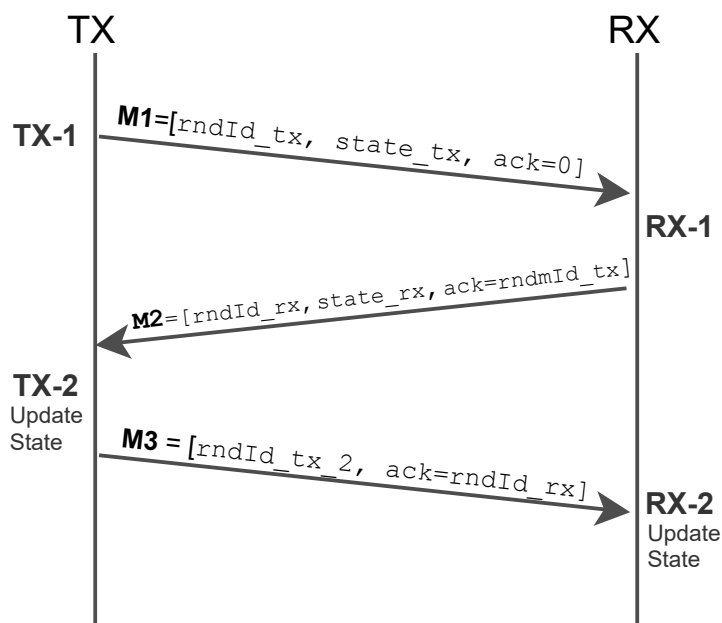 TX
RX
M1=[rndId_tx, state_tx, ack=0]
TX-1
RX-1
M2=[rndId_rx,state_rx,ack=rndmId_tx]
TX-2
Update
State
M3 = [rndId_tx_2, ack=rndId_rx]
RX-2
Update
State